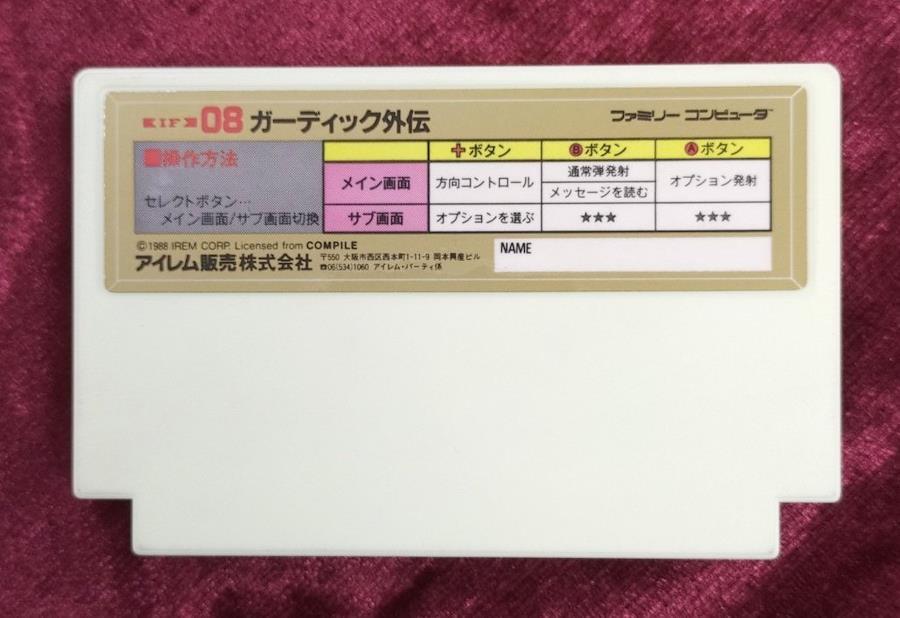 IF 08 ガーディック外伝 ファミリー コンピュータ™
■操作方法
セレクトボタン…
メイン画面/サブ画面切換
✚ボタン Ⓑボタン Ⓐボタン
メイン画面 方向コントロール 通常弾発射 オプション発射
メッセージを読む
サブ画面 オプションを選ぶ ★★★ ★★★
©1988 IREM CORP. Licensed from COMPILE
アイレム販売株式会社
〒550 大阪市西区西本町1-11-9 岡本興産ビル
☎06(534)1060 アイレム・パーティ係
NAME